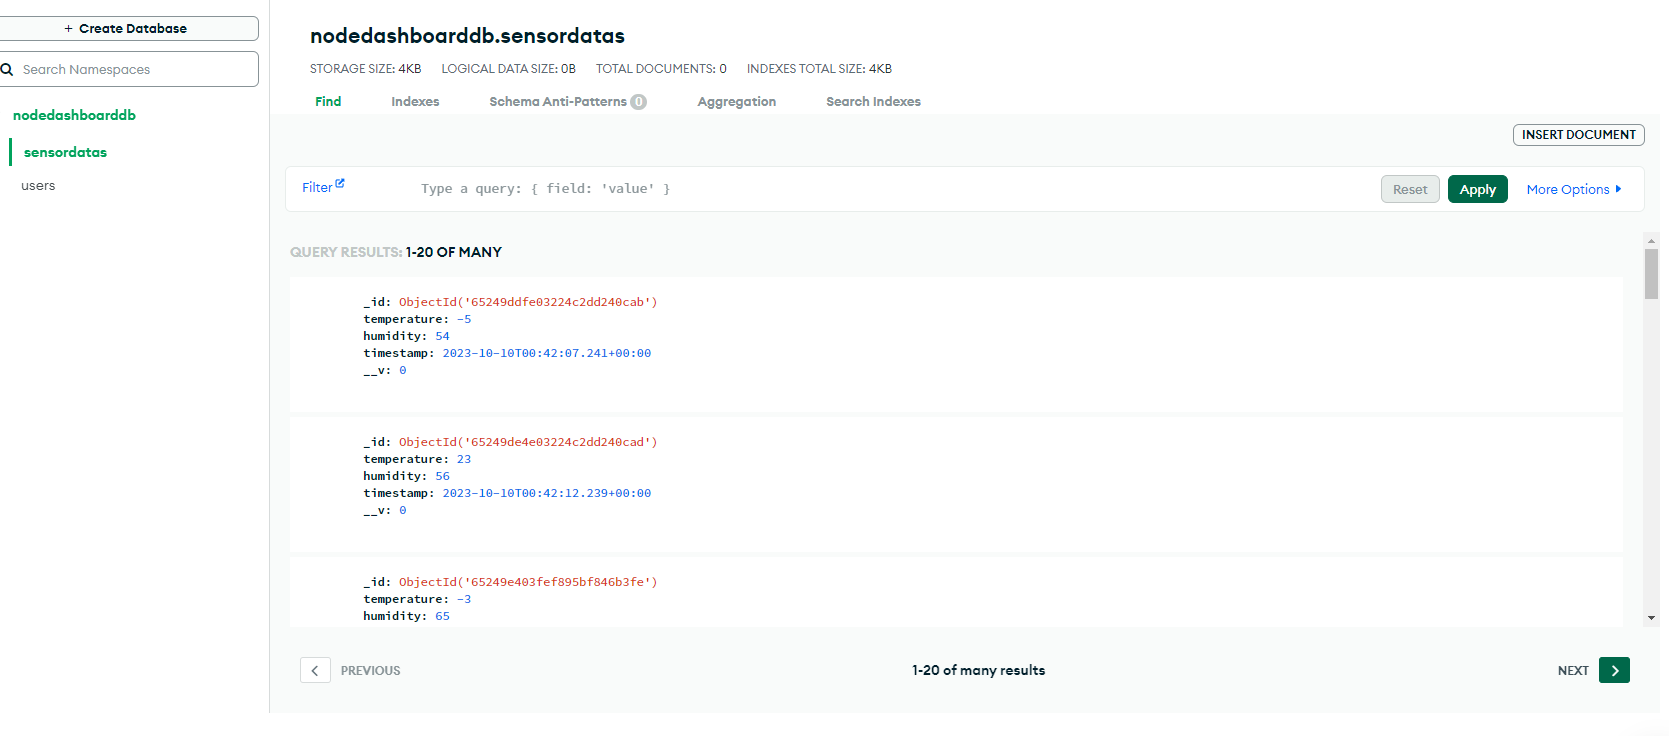 + Create Database
Search Namespaces
nodedashboarddb
sensordatas
users
nodedashboarddb.sensordatas
STORAGE SIZE: 4KB LOGICAL DATA SIZE: 0B TOTAL DOCUMENTS: 0 INDEXES TOTAL SIZE: 4KB
Find Indexes Schema Anti-Patterns 0 Aggregation Search Indexes
INSERT DOCUMENT
Filter Type a query: { field: 'value' } Reset Apply More Options
QUERY RESULTS: 1-20 OF MANY
_id: ObjectId('65249ddfe03224c2dd240cab')
temperature: -5
humidity: 54
timestamp: 2023-10-10T00:42:07.241+00:00
__v: 0
_id: ObjectId('65249de4e03224c2dd240cad')
temperature: 23
humidity: 56
timestamp: 2023-10-10T00:42:12.239+00:00
__v: 0
_id: ObjectId('65249e403fef895bf846b3fe')
temperature: -3
humidity: 65
PREVIOUS 1-20 of many results NEXT